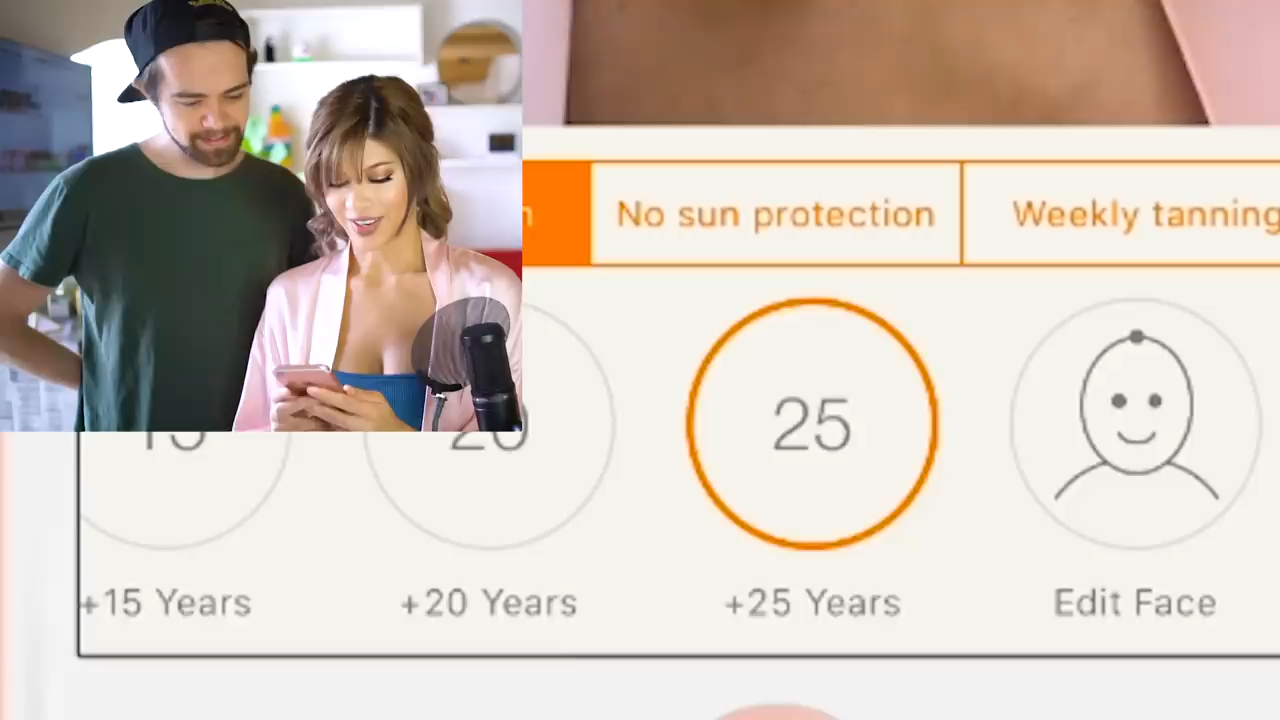 No sun protection
Weekly tanning
25
+15 Years
+20 Years
+25 Years
Edit Face